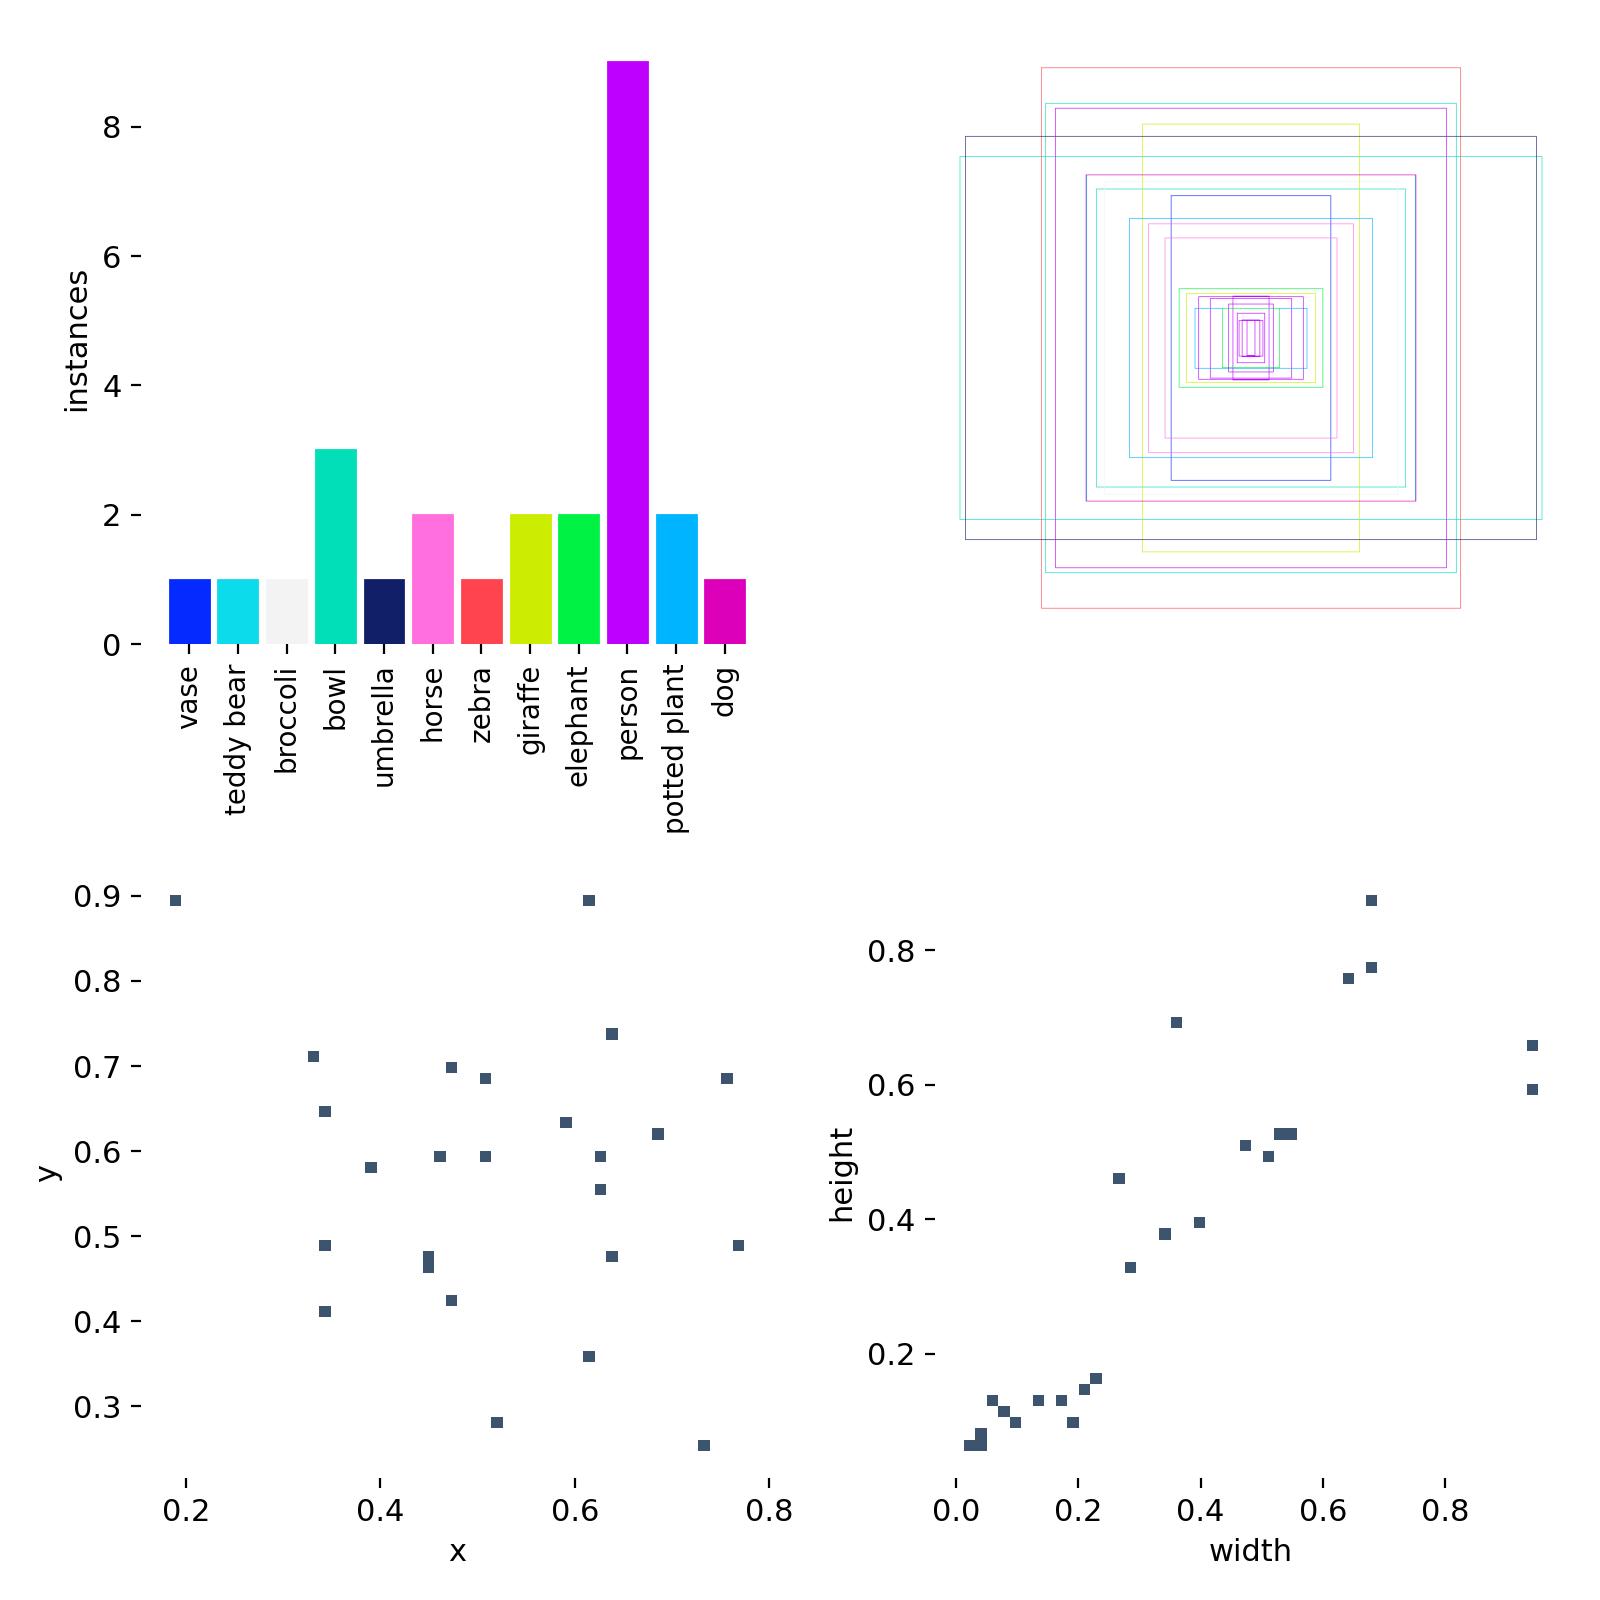 8
6
4
2
0
instances
vase
teddy bear
broccoli
bowl
umbrella
horse
zebra
giraffe
elephant
person
potted plant
dog
0.9
0.8
0.7
0.6
0.5
0.4
0.3
y
0.2 0.4 0.6 0.8
x
0.8
0.6
0.4
0.2
height
0.0 0.2 0.4 0.6 0.8
width